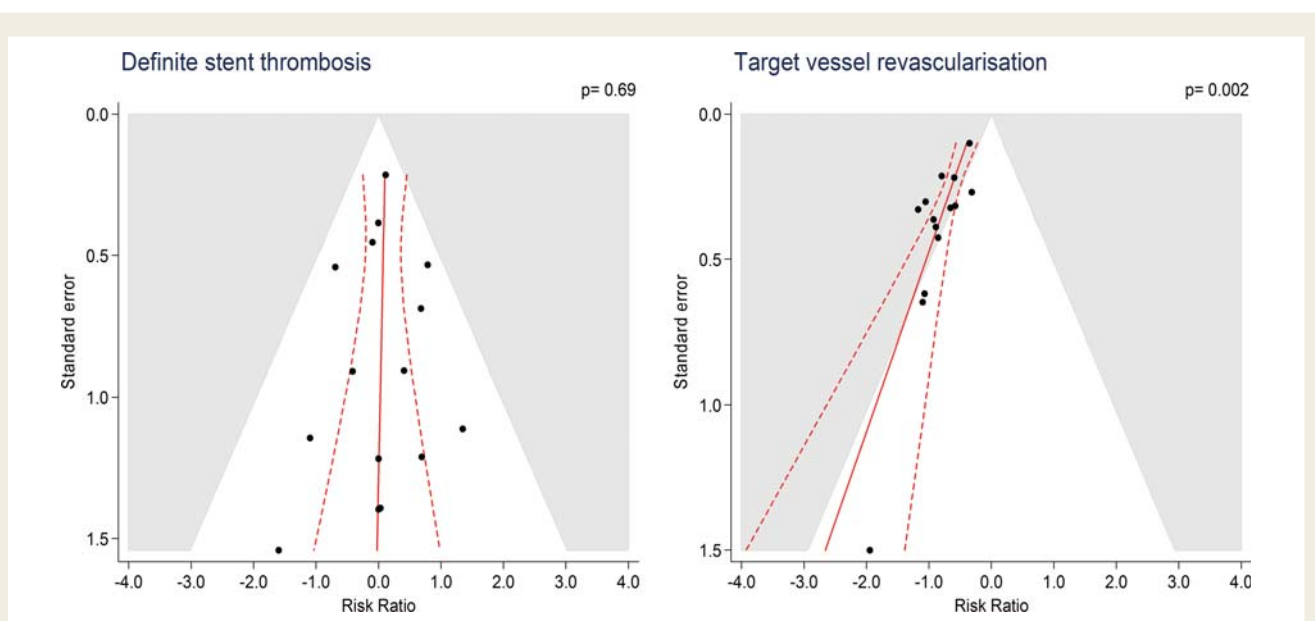 Definite stent thrombosis
p= 0.69
0.0
0.5
1.0
1.5
Standard error
-4.0 -3.0 -2.0 -1.0 0.0 1.0 2.0 3.0 4.0
Risk Ratio
Target vessel revascularisation
p= 0.002
0.0
0.5
1.0
1.5
Standard error
-4.0 -3.0 -2.0 -1.0 0.0 1.0 2.0 3.0 4.0
Risk Ratio